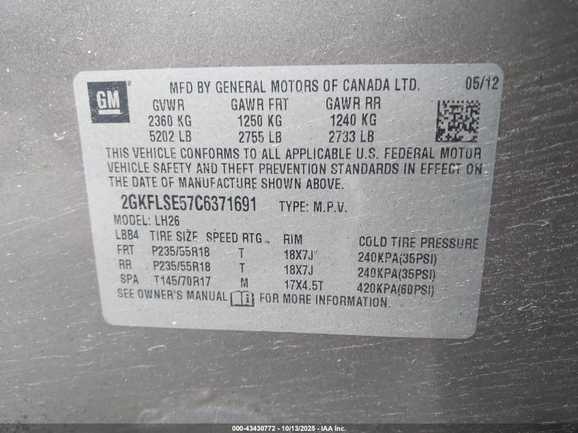 GM
MFD BY GENERAL MOTORS OF CANADA LTD. 05/12
GVWR GAWR FRT GAWR RR
2360 KG 1250 KG 1240 KG
5202 LB 2755 LB 2733 LB
THIS VEHICLE CONFORMS TO ALL APPLICABLE U.S. FEDERAL MOTOR
VEHICLE SAFETY AND THEFT PREVENTION STANDARDS IN EFFECT ON
THE DATE OF MANUFACTURE SHOWN ABOVE.
2GKFLSE57C6371691 TYPE: M.P.V.
MODEL: LH26
LBB4 TIRE SIZE SPEED RTG RIM COLD TIRE PRESSURE
FRT P235/55R18 T 18X7J 240KPA(35PSI)
RR P235/55R18 T 18X7J 240KPA(35PSI)
SPA T145/70R17 M 17X4.5T 420KPA(60PSI)
SEE OWNER'S MANUAL FOR MORE INFORMATION.
000-43430772 - 10/13/2025 - IAA Inc.